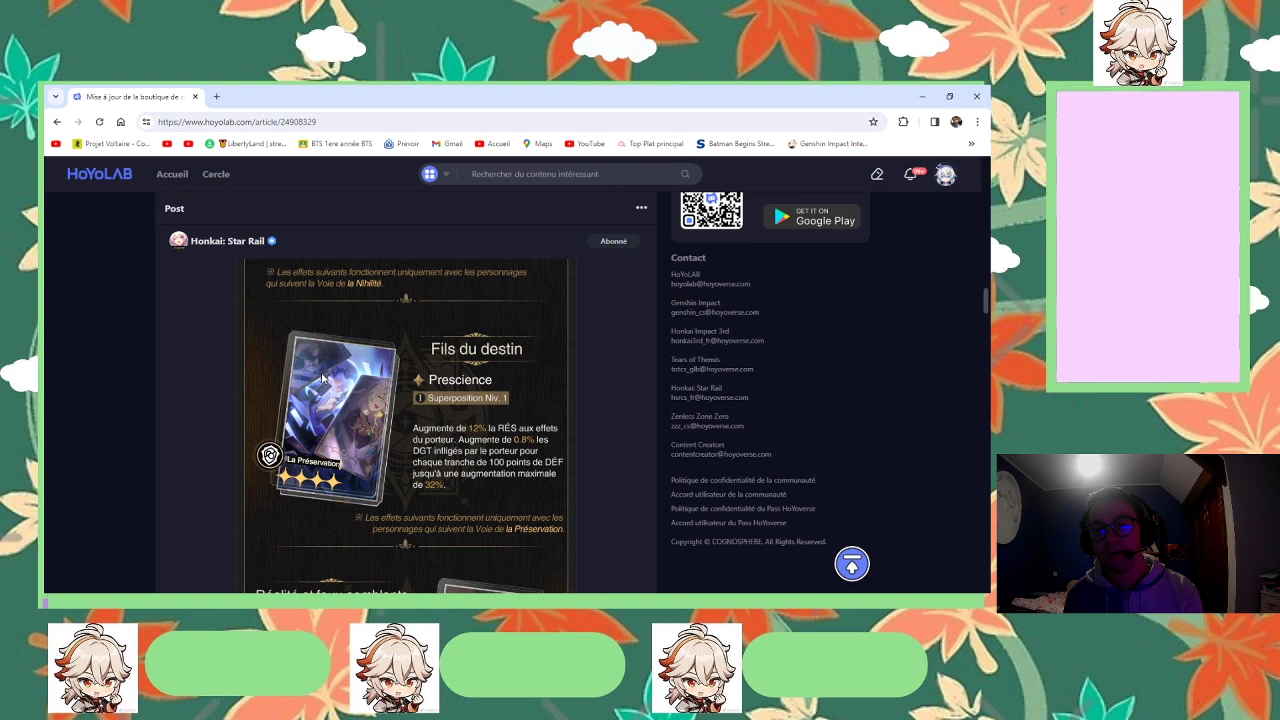 Mise à jour de la boutique de
https://www.hoyolab.com/article/24908329
Projet Voltaire - Co...
LibertyLand | stre...
BTS 1ere année BTS
Prevoir
Gmail
Accueil
Maps
YouTube
Top Plat principal
Batman Begins Stre...
Genshin Impact Inte...
HoYoLAB
Accueil
Cercle
Rechercher du contenu intéressant
99+
Post
Honkai: Star Rail
Abonné
※ Les effets suivants fonctionnent uniquement avec les personnages
qui suivent la Voie de la Nihilité.
Fils du destin
Prescience
Superposition Niv. 1
Augmente de 12% la RÉS aux effets
du porteur. Augmente de 0.8% les
DGT infligés par le porteur pour
chaque tranche de 100 points de DÉF
jusqu'à une augmentation maximale
de 32%.
La Préservation
※ Les effets suivants fonctionnent uniquement avec les
personnages qui suivent la Voie de la Préservation.
GET IT ON
Google Play
Contact
HoYoLAB
hoyolab@hoyoverse.com
Genshin Impact
genshin_cs@hoyoverse.com
Honkai Impact 3rd
honkai3rd_fr@hoyoverse.com
Tears of Themis
totcs_glb@hoyoverse.com
Honkai: Star Rail
hsrcs_fr@hoyoverse.com
Zenless Zone Zero
zzz_cs@hoyoverse.com
Content Creators
contentcreator@hoyoverse.com
Politique de confidentialité de la communauté
Accord utilisateur de la communauté
Politique de confidentialité du Pass HoYoverse
Accord utilisateur du Pass HoYoverse
Copyright © COGNOSPHERE. All Rights Reserved.